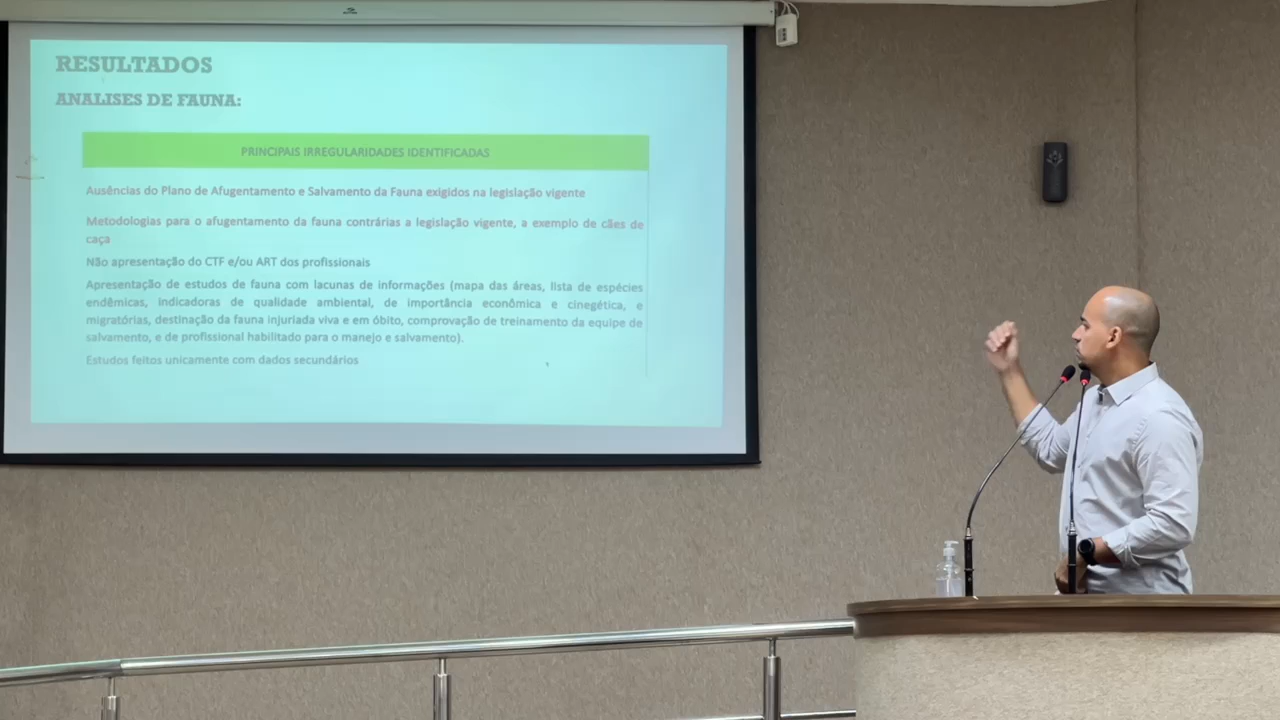 RESULTADOS
ANALISES DE FAUNA:
PRINCIPAIS IRREGULARIDADES IDENTIFICADAS
Ausências do Plano de Afugentamento e Salvamento da Fauna exigidos na legislação vigente
Metodologias para o afugentamento da fauna contrárias a legislação vigente, a exemplo de cães de
caça
Não apresentação do CTF e/ou ART dos profissionais
Apresentação de estudos de fauna com lacunas de informações (mapa das áreas, lista de espécies
endêmicas, indicadoras de qualidade ambiental, de importância econômica e cinegética, e
migratórias, destinação da fauna injuriada viva e em óbito, comprovação de treinamento da equipe de
salvamento, e de profissional habilitado para o manejo e salvamento).
Estudos feitos unicamente com dados secundários